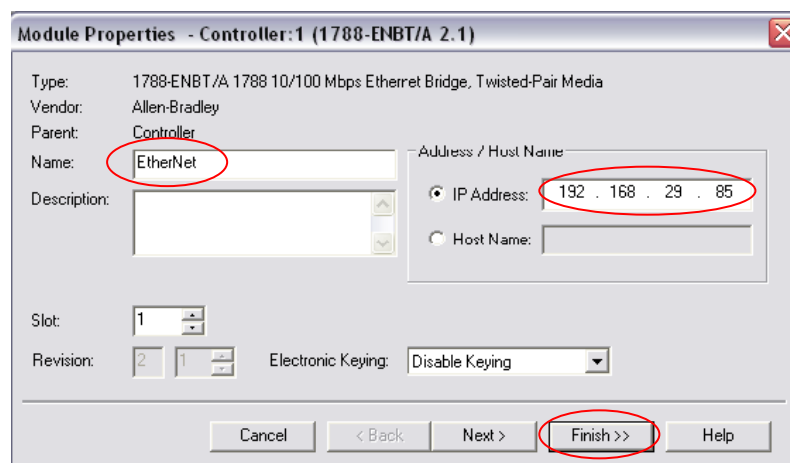 Module Properties - Controller:1 (1788-ENBT/A 2.1)
Type: 1788-ENBT/A 1788 10/100 Mbps Ethernet Bridge, Twisted-Pair Media
Vendor: Allen-Bradley
Parent: Controller
Name: EtherNet
Address / Host Name
IP Address: 192 . 168 . 29 . 85
Description:
Host Name:
Slot: 1
Revision: 2 1 Electronic Keying: Disable Keying
Cancel < Back Next > Finish >> Help